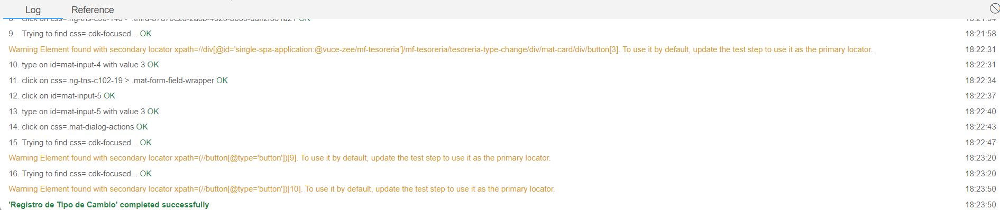 Log Reference
9. Trying to find css=.cdk-focused... OK 18:21:58
Warning Element found with secondary locator xpath=//div[@id='single-spa-application:@vuce-zee/mf-tesoreria']/mf-tesoreria/tesoreria-type-change/div/mat-card/div/button[3]. To use it by default, update the test step to use it as the primary locator. 18:22:31
10. type on id=mat-input-4 with value 3 OK 18:22:31
11. click on css=.ng-tns-c102-19 > .mat-form-field-wrapper OK 18:22:34
12. click on id=mat-input-5 OK 18:22:37
13. type on id=mat-input-5 with value 3 OK 18:22:40
14. click on css=.mat-dialog-actions OK 18:22:43
15. Trying to find css=.cdk-focused... OK 18:22:47
Warning Element found with secondary locator xpath=(//button[@type='button'])[9]. To use it by default, update the test step to use it as the primary locator. 18:23:20
16. Trying to find css=.cdk-focused... OK 18:23:20
Warning Element found with secondary locator xpath=(//button[@type='button'])[10]. To use it by default, update the test step to use it as the primary locator. 18:23:50
'Registro de Tipo de Cambio' completed successfully 18:23:50